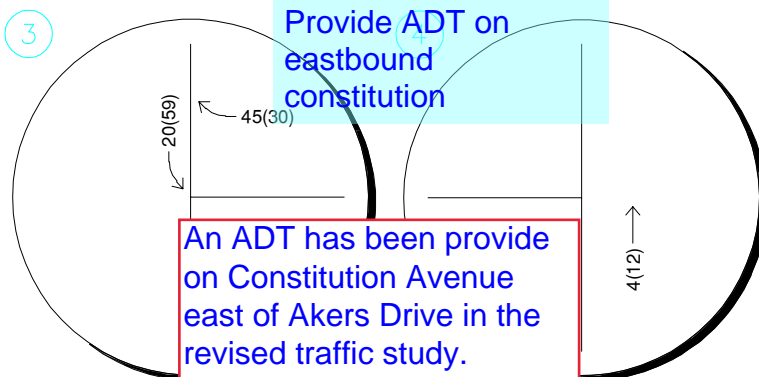 3
Provide ADT on
4
eastbound
constitution
20(59)
45(30)
An ADT has been provide
on Constitution Avenue
east of Akers Drive in the
revised traffic study.
4(12)